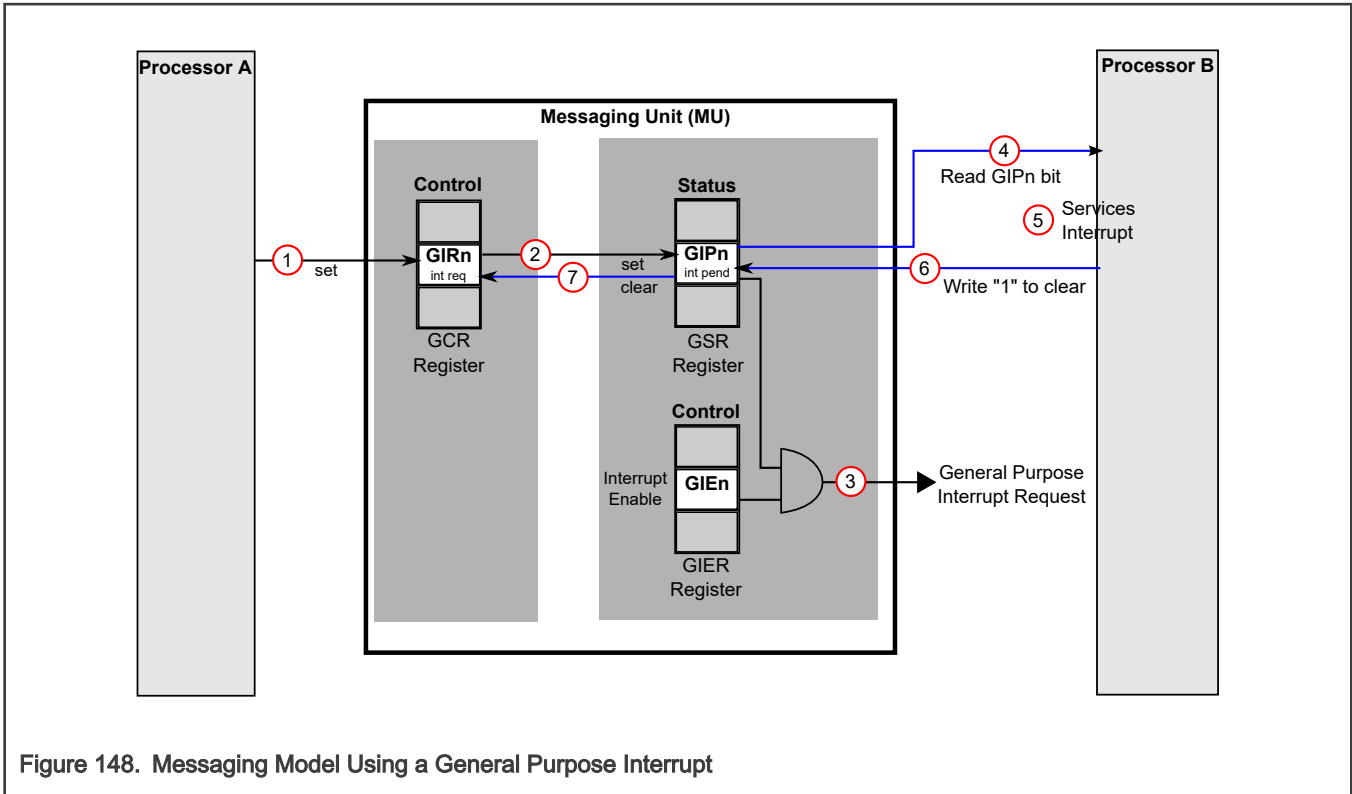 Processor A
Processor B
Messaging Unit (MU)
4
Read GIPn bit
Control
Status
5
Services
Interrupt
1
set
GIRn
int req
2
7
set
clear
GIPn
int pend
6
Write "1" to clear
GCR
Register
GSR
Register
Control
Interrupt
Enable
GIEn
3
General Purpose
Interrupt Request
GIER
Register
Figure 148. Messaging Model Using a General Purpose Interrupt